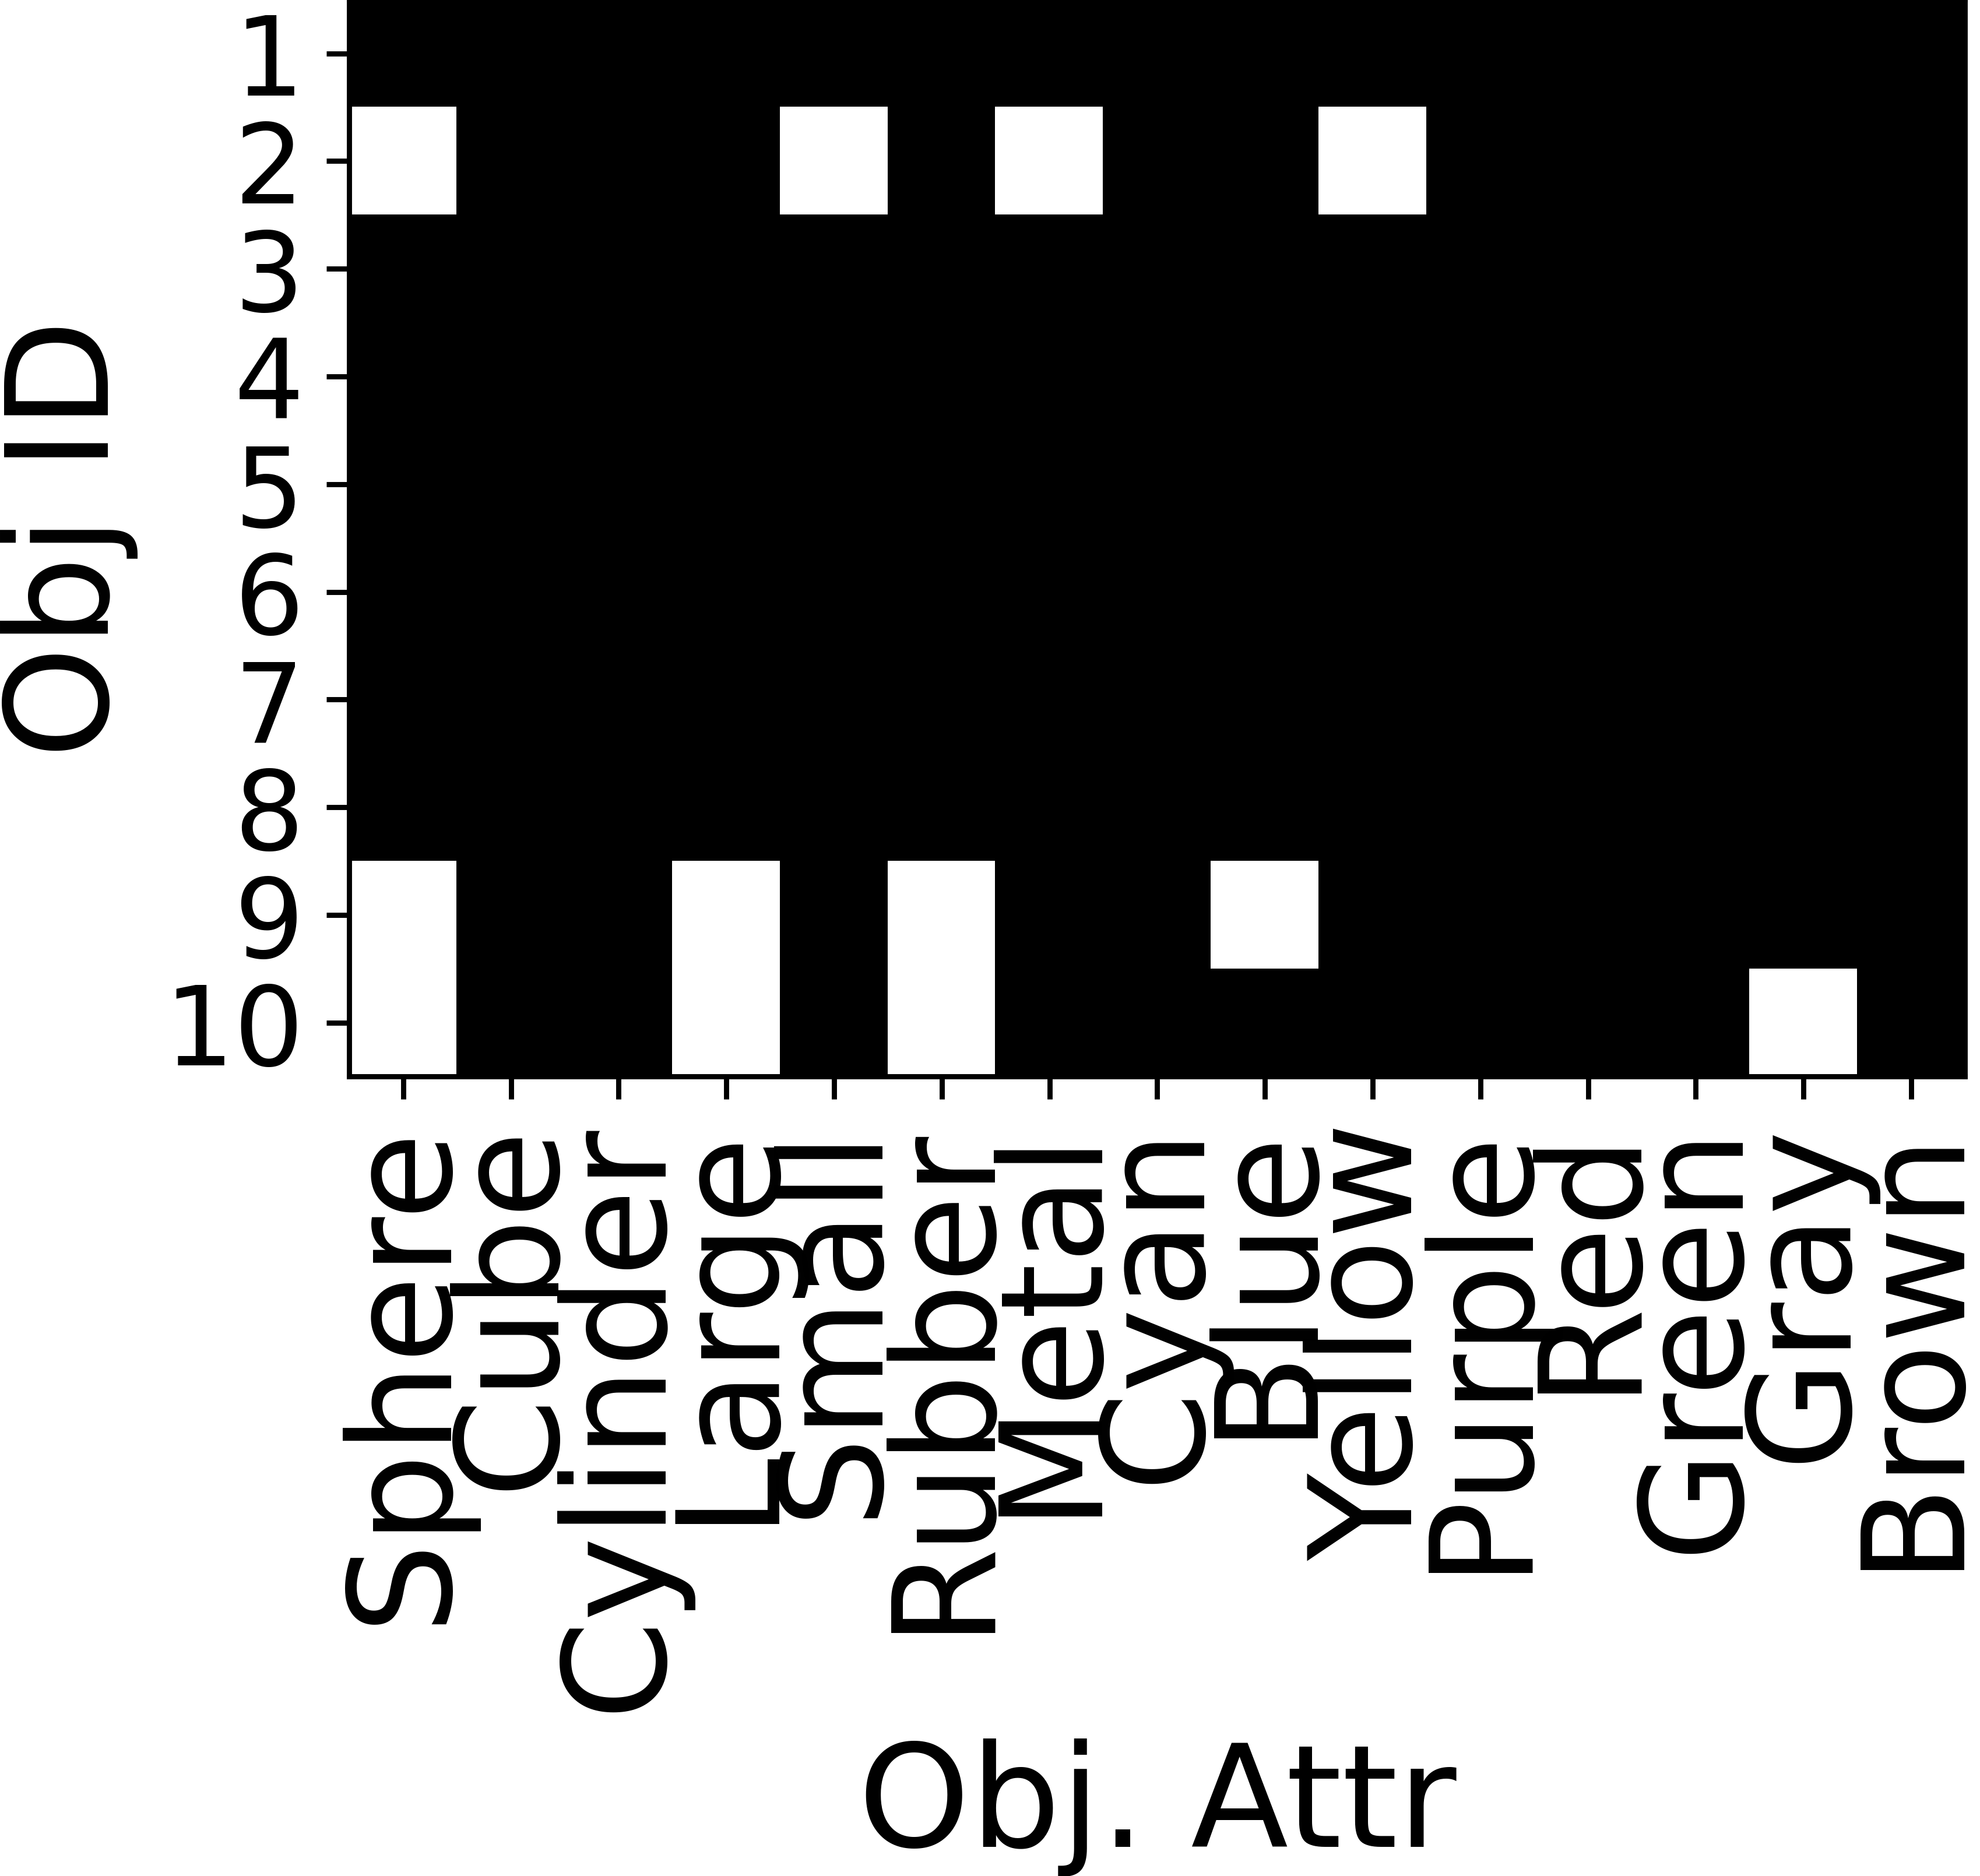 Obj ID
1
2
3
4
5
6
7
8
9
10
Sphere
Cube
Cylinder
Large
Small
Rubber
Metal
Cyan
Blue
Yellow
Purple
Red
Green
Gray
Brown
Obj. Attr